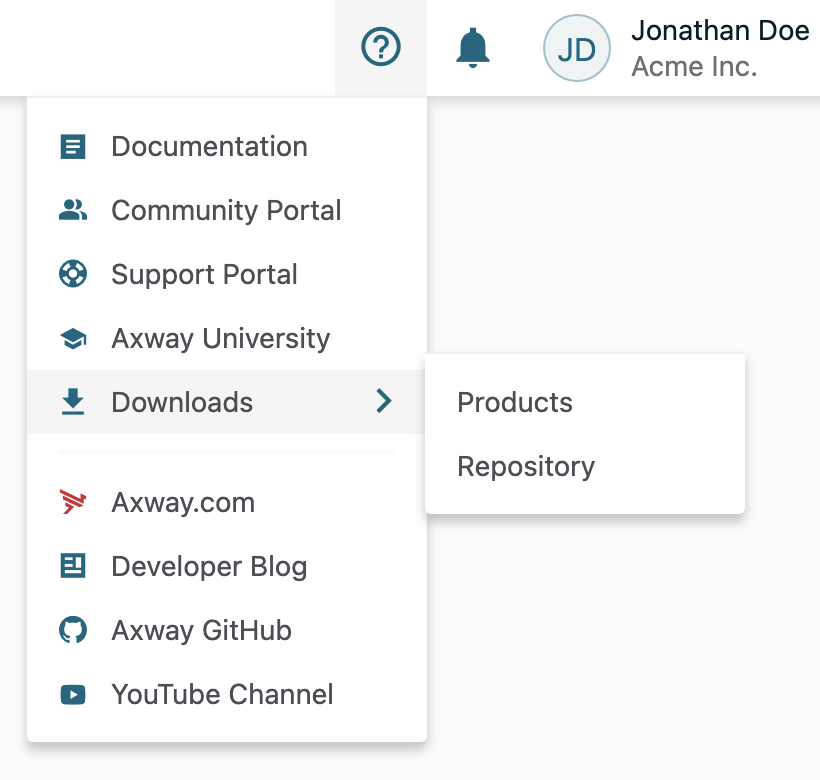 ?
JD
Jonathan Doe
Acme Inc.
Documentation
Community Portal
Support Portal
Axway University
Downloads
Products
Repository
Axway.com
Developer Blog
Axway GitHub
YouTube Channel